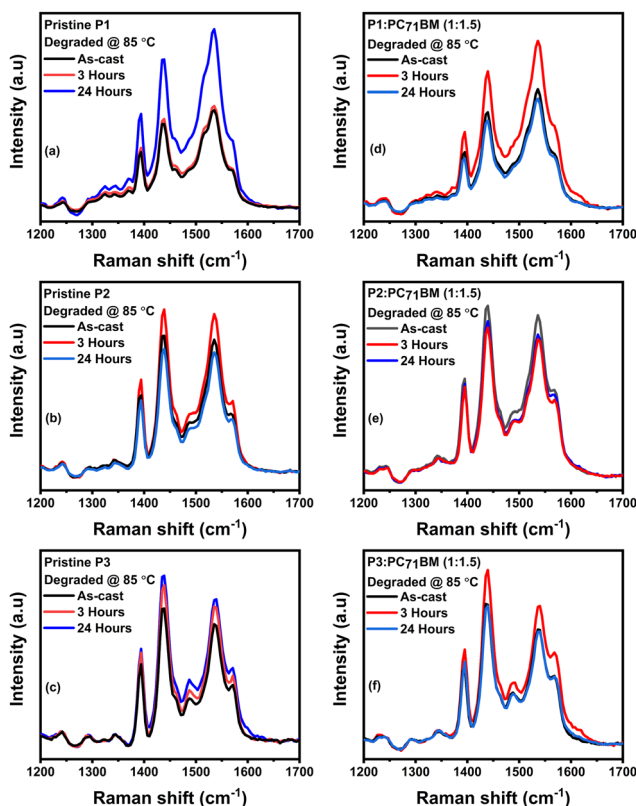 Pristine P1
Degraded @ 85 °C
As-cast
3 Hours
24 Hours
(a)
Intensity (a.u)
1200 1300 1400 1500 1600 1700
Raman shift (cm-1)
P1:PC71BM (1:1.5)
Degraded @ 85 °C
As-cast
3 Hours
24 Hours
(d)
Intensity (a.u)
1200 1300 1400 1500 1600 1700
Raman shift (cm-1)
Pristine P2
Degraded @ 85 °C
As-cast
3 Hours
24 Hours
(b)
Intensity (a.u)
1200 1300 1400 1500 1600 1700
Raman shift (cm-1)
P2:PC71BM (1:1.5)
Degraded @ 85 °C
As-cast
24 Hours
3 Hours
(e)
Intensity (a.u)
1200 1300 1400 1500 1600 1700
Raman shift (cm-1)
Pristine P3
Degraded @ 85 °C
As-cast
3 Hours
24 Hours
(c)
Intensity (a.u)
1200 1300 1400 1500 1600 1700
Raman shift (cm-1)
P3:PC71BM (1:1.5)
Degraded @ 85 °C
As-cast
3 Hours
24 Hours
(f)
Intensity (a.u)
1200 1300 1400 1500 1600 1700
Raman shift (cm-1)